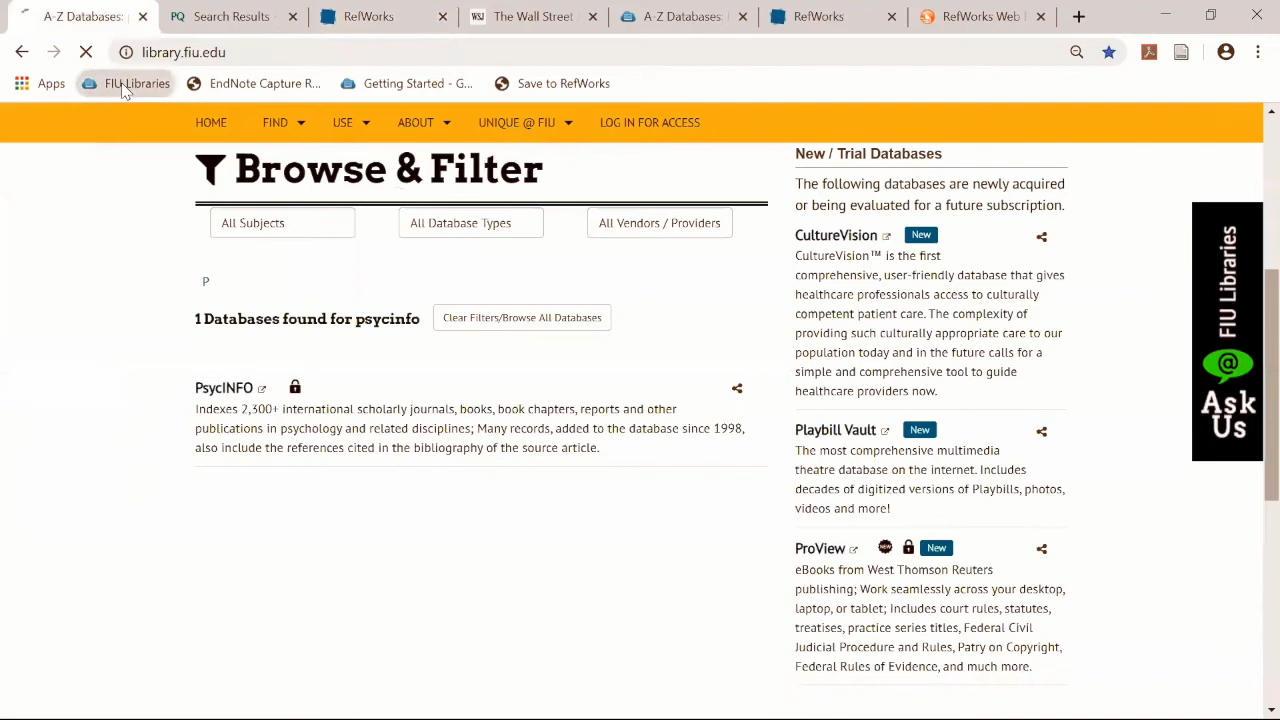 A-Z Databases:
PQ Search Results -
RefWorks
WSJ The Wall Street
A-Z Databases:
RefWorks
RefWorks Web
library.fiu.edu
Apps
FIU Libraries
EndNote Capture R...
Getting Started - G...
Save to RefWorks
HOME
FIND
USE
ABOUT
UNIQUE @ FIU
LOG IN FOR ACCESS
Browse & Filter
All Subjects
All Database Types
All Vendors / Providers
P
1 Databases found for psycinfo
Clear Filters/Browse All Databases
PsycINFO
Indexes 2,300+ international scholarly journals, books, book chapters, reports and other
publications in psychology and related disciplines; Many records, added to the database since 1998,
also include the references cited in the bibliography of the source article.
New / Trial Databases
The following databases are newly acquired
or being evaluated for a future subscription.
CultureVision New
CultureVision™ is the first
comprehensive, user-friendly database that gives
healthcare professionals access to culturally
competent patient care. The complexity of
providing such culturally appropriate care to our
population today and in the future calls for a
simple and comprehensive tool to guide
healthcare providers now.
Playbill Vault New
The most comprehensive multimedia
theatre database on the internet. Includes
decades of digitized versions of Playbills, photos,
videos and more!
ProView New
eBooks from West Thomson Reuters
publishing; Work seamlessly across your desktop,
laptop, or tablet; Includes court rules, statutes,
treatises, practice series titles, Federal Civil
Judicial Procedure and Rules, Patry on Copyright,
Federal Rules of Evidence, and much more.
FIU Libraries
@
Ask
Us